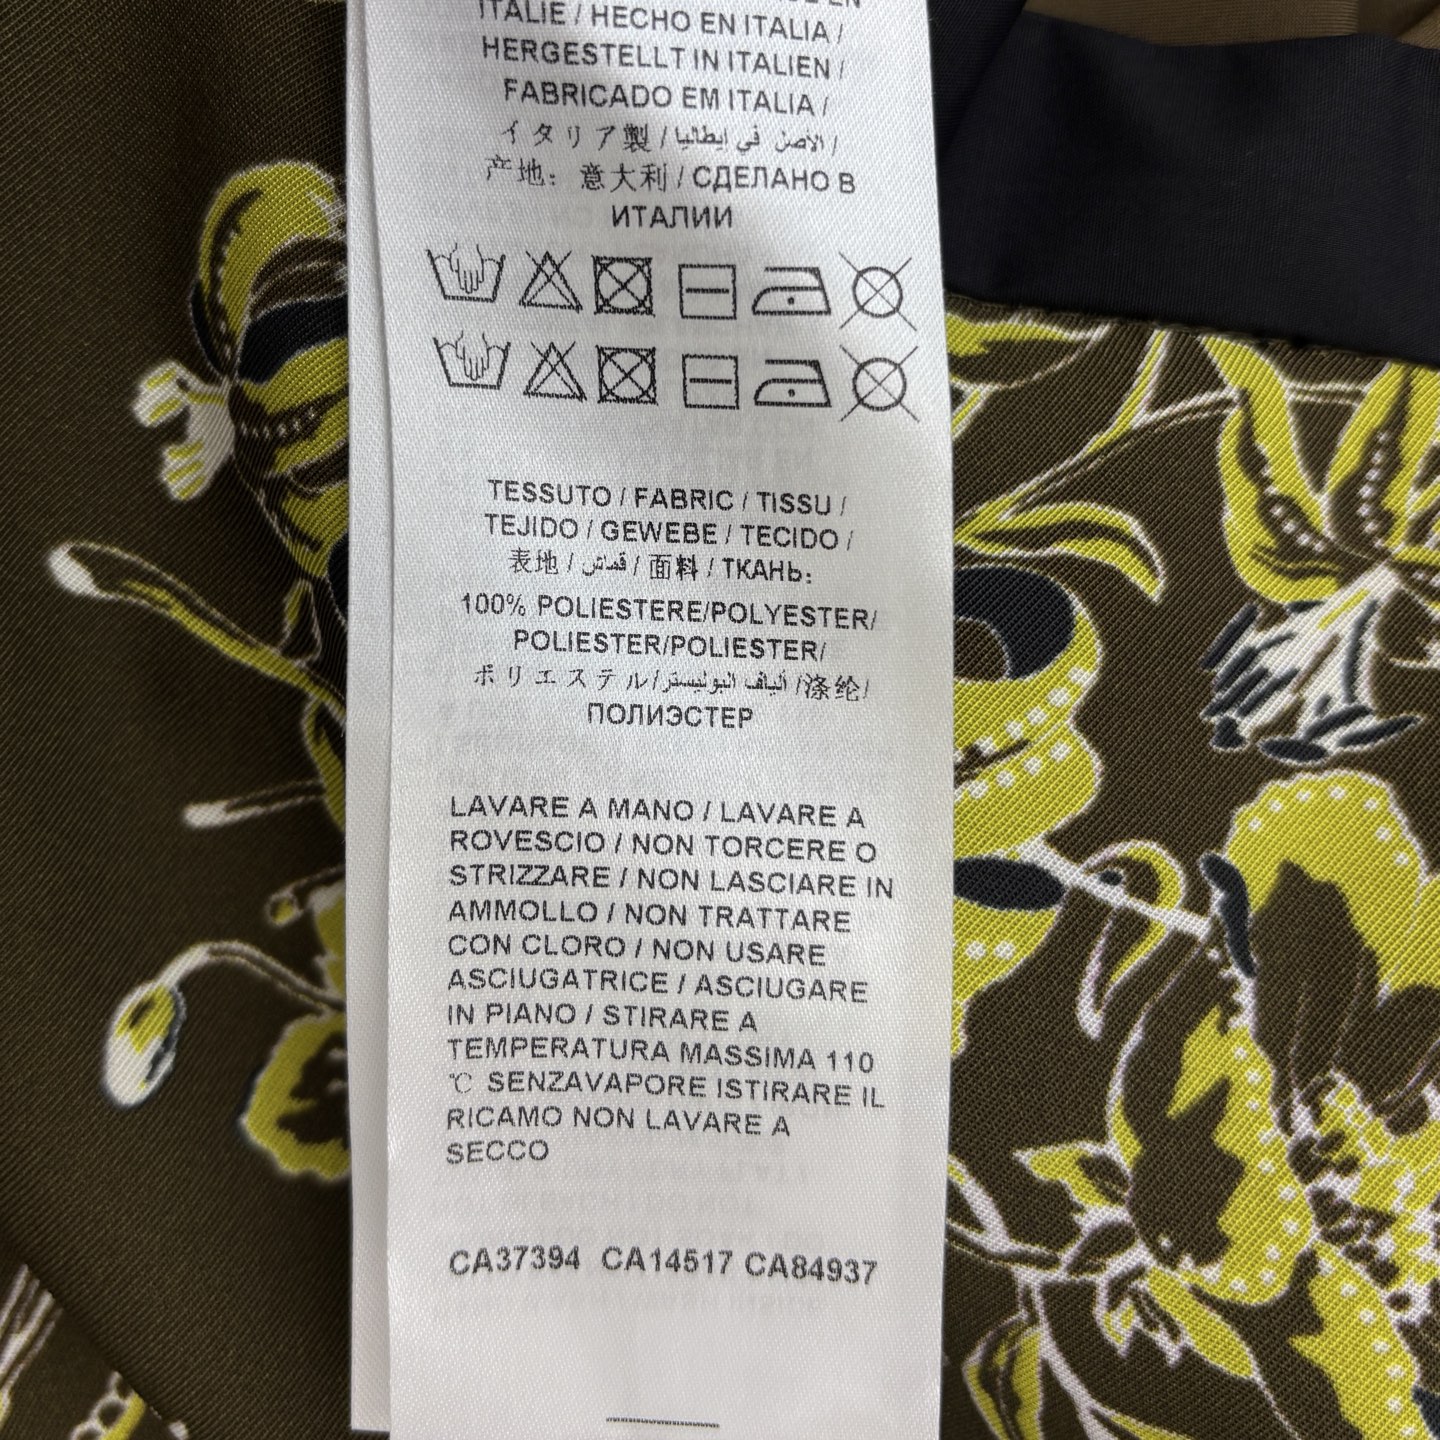 ITALIE / HECHO EN ITALIA /
HERGESTELLT IN ITALIEN /
FABRICADO EM ITALIA /
イタリア製 / الأصل في إيطاليا /
产地：意大利 / СДЕЛАНО В
ИТАЛИИ
TESSUTO / FABRIC / TISSU /
TEJIDO / GEWEBE / TECIDO /
表地 / قماش / 面料 / ТКАНЬ:
100% POLIESTERE/POLYESTER/
POLIESTER/POLIESTER/
ポリエステル/ألياف البوليستر/涤纶/
ПОЛИЭСТЕР
LAVARE A MANO / LAVARE A
ROVESCIO / NON TORCERE O
STRIZZARE / NON LASCIARE IN
AMMOLLO / NON TRATTARE
CON CLORO / NON USARE
ASCIUGATRICE / ASCIUGARE
IN PIANO / STIRARE A
TEMPERATURA MASSIMA 110
℃ SENZAVAPORE ISTIRARE IL
RICAMO NON LAVARE A
SECCO
CA37394 CA14517 CA84937